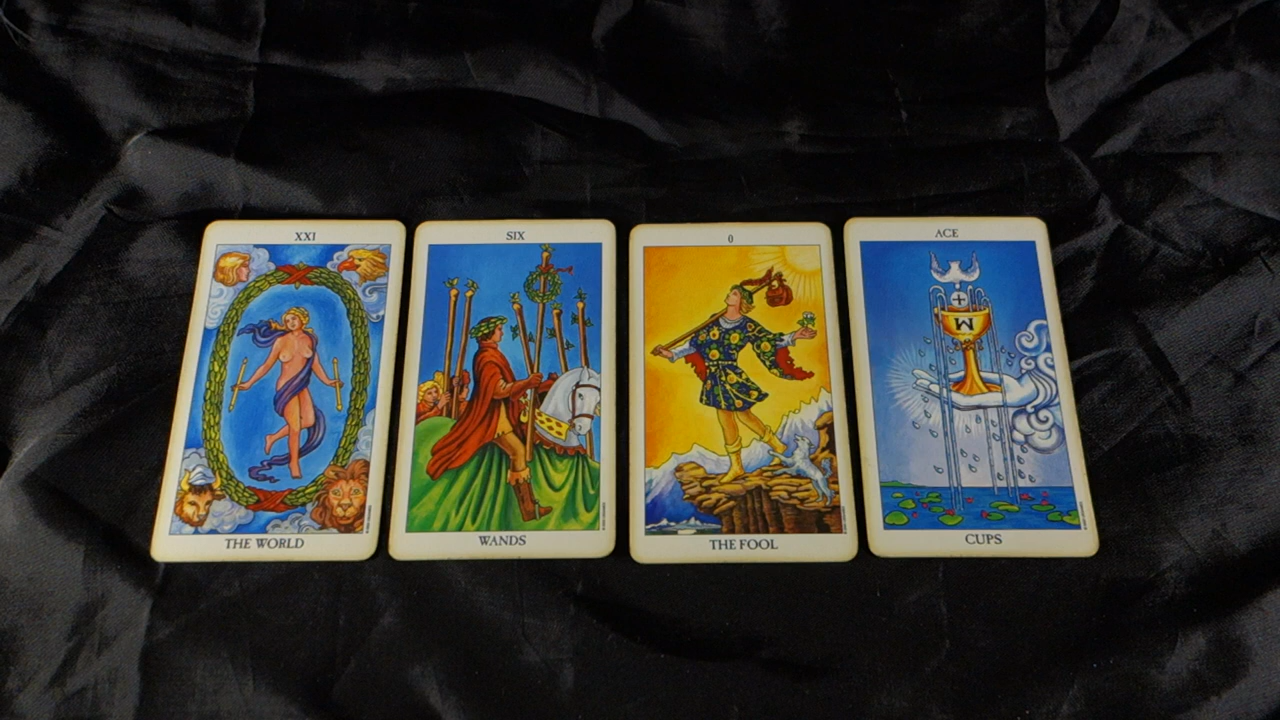 XXI
THE WORLD
SIX
WANDS
0
THE FOOL
ACE
W
CUPS